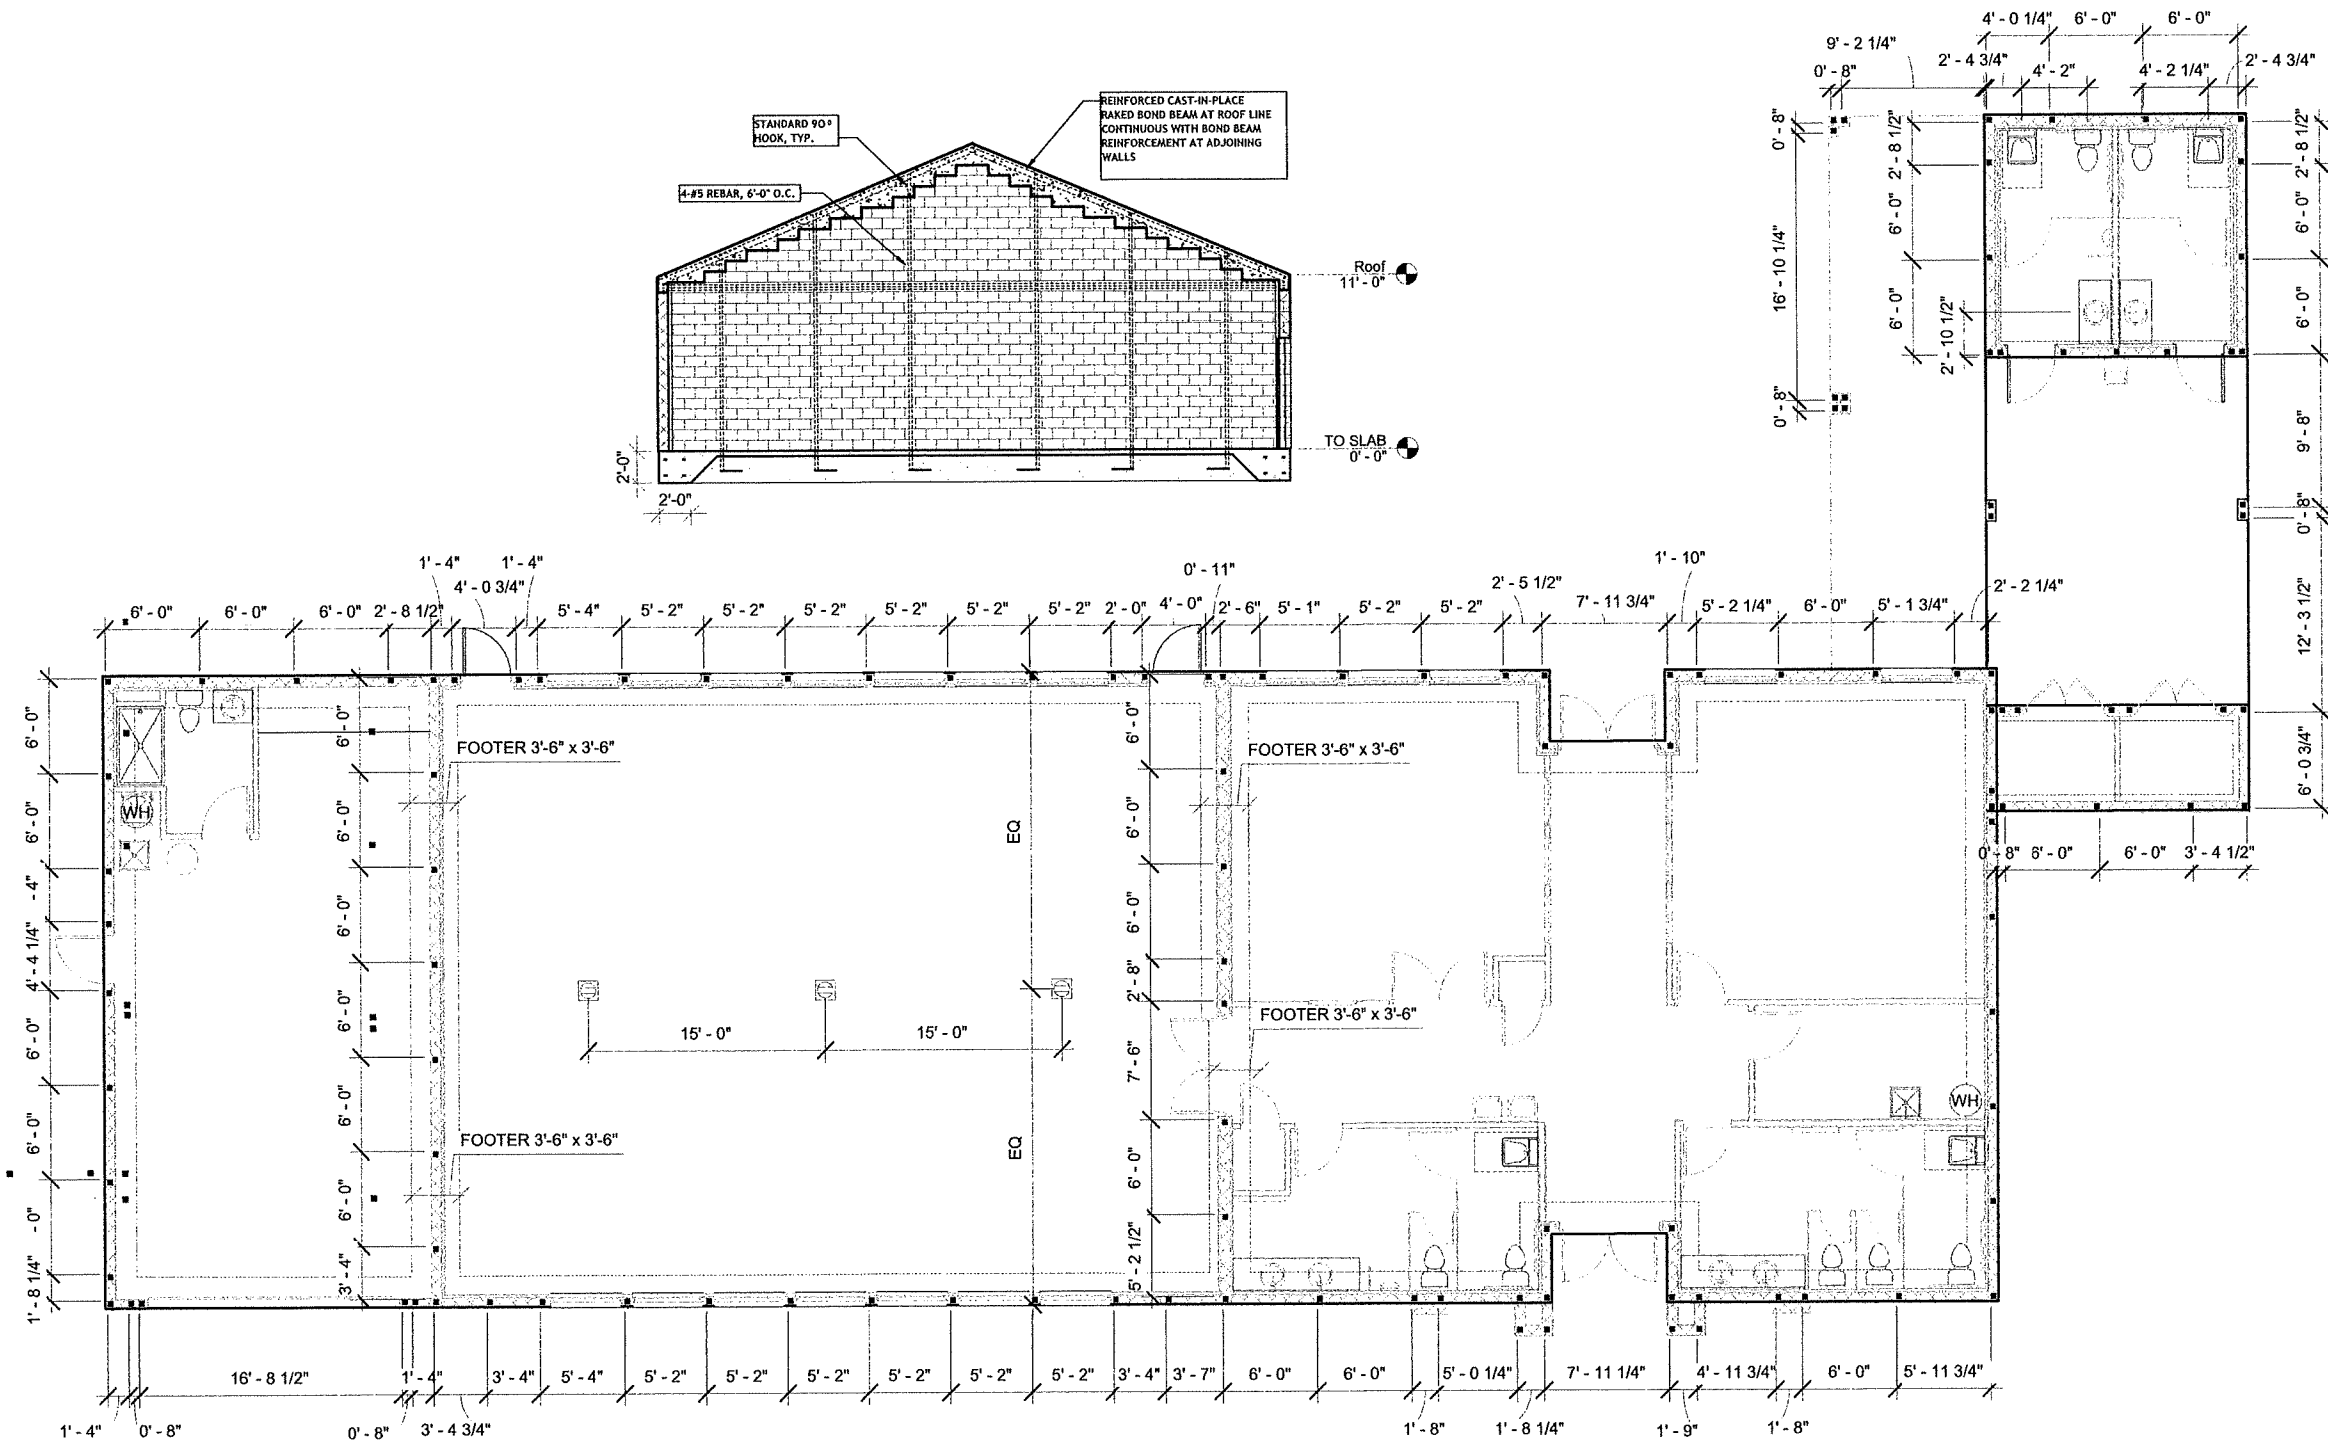 4' - 0 1/4" 6' - 0" 6' - 0"
9' - 2 1/4" 2' - 4 3/4" 2' - 4 3/4"
0' - 8" 4' - 2" 4' - 2 1/4"
REINFORCED CAST-IN-PLACE
RAKED BOND BEAM AT ROOF LINE
CONTINUOUS WITH BOND BEAM
REINFORCEMENT AT ADJOINING
WALLS
STANDARD 90°
HOOK, TYP.
4-#5 REBAR, 6'-0" O.C.
Roof
11' - 0"
TO SLAB
0' - 0"
2'-0"
2'-0"
0' - 8"
16' - 10 1/4"
0' - 8"
2' - 8 1/2"
6' - 0"
6' - 0"
2' - 10 1/2"
2' - 8 1/2"
6' - 0"
6' - 0"
9' - 8"
0' - 8"
12' - 3 1/2"
6' - 0 3/4"
1' - 4" 1' - 4" 0' - 11" 1' - 10"
4' - 0 3/4" 2' - 5 1/2" 7' - 11 3/4" 2' - 2 1/4"
6' - 0" 6' - 0" 6' - 0" 2' - 8 1/2" 5' - 4" 5' - 2" 5' - 2" 5' - 2" 5' - 2" 5' - 2" 5' - 2" 2' - 0" 4' - 0" 2' - 6" 5' - 1" 5' - 2" 5' - 2" 5' - 2 1/4" 6' - 0" 5' - 1 3/4"
6' - 0"
6' - 0"
- 4"
4' - 4 1/4"
6' - 0"
6' - 0"
- 0"
1' - 8 1/4"
WH
6' - 0"
6' - 0"
6' - 0"
6' - 0"
6' - 0"
6' - 0"
3' - 4"
FOOTER 3'-6" x 3'-6"
FOOTER 3'-6" x 3'-6"
EQ
EQ
15' - 0" 15' - 0"
6' - 0"
6' - 0"
6' - 0"
2' - 8"
7' - 6"
6' - 0"
5' - 2 1/2"
FOOTER 3'-6" x 3'-6"
FOOTER 3'-6" x 3'-6"
WH
0' - 8" 6' - 0" 6' - 0" 3' - 4 1/2"
16' - 8 1/2" 1' - 4" 3' - 4" 5' - 4" 5' - 2" 5' - 2" 5' - 2" 5' - 2" 5' - 2" 5' - 2" 3' - 4" 3' - 7" 6' - 0" 6' - 0" 5' - 0 1/4" 7' - 11 1/4" 4' - 11 3/4" 6' - 0" 5' - 11 3/4"
1' - 4" 0' - 8" 0' - 8" 3' - 4 3/4" 1' - 8" 1' - 8 1/4" 1' - 9" 1' - 8"